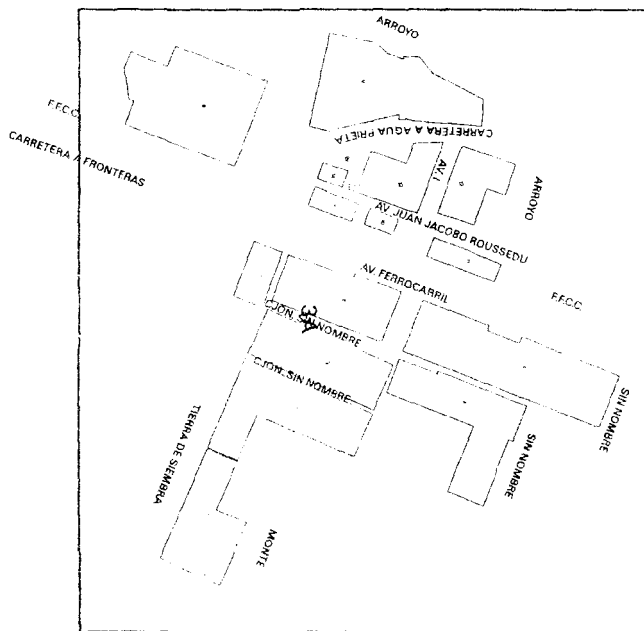 ARROYO
F.F.C.C.
CARRETERA A FRONTERAS
CARRETERA A AGUA PRIETA
AV. I
ARROYO
AV. JUAN JACOBO ROUSSEDU
AV. FERROCARRIL
F.F.C.C.
CJON. SIN NOMBRE
CJON. SIN NOMBRE
SIN NOMBRE
SIN NOMBRE
TIERRA DE SIEMBRA
MONTE